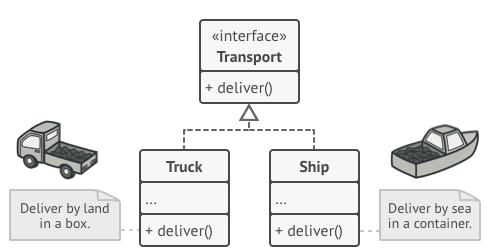 «interface»
Transport
+ deliver()
Truck
...
+ deliver()
Ship
...
+ deliver()
Deliver by land
in a box.
Deliver by sea
in a container.